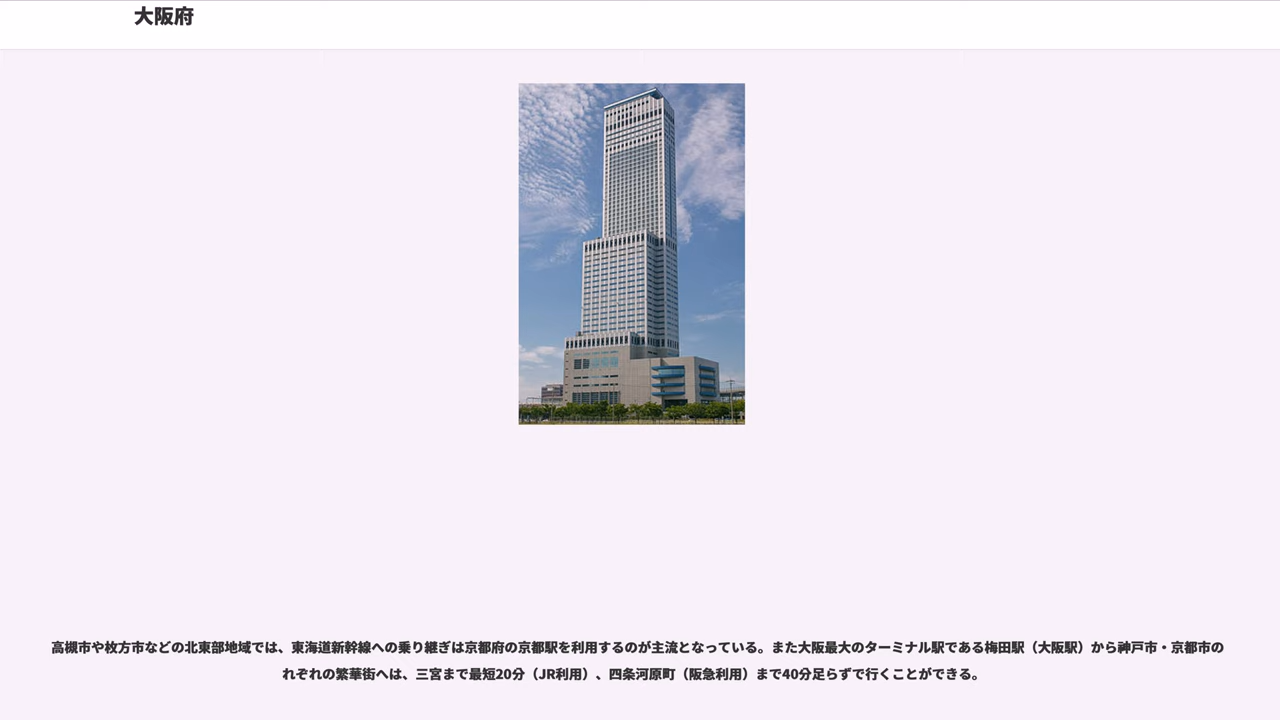 大阪府
高槻市や枚方市などの北東部地域では、東海道新幹線への乗り継ぎは京都府の京都駅を利用するのが主流となっている。また大阪最大のターミナル駅である梅田駅（大阪駅）から神戸市・京都市の
れぞれの繁華街へは、三宮まで最短20分（JR利用）、四条河原町（阪急利用）まで40分足らずで行くことができる。